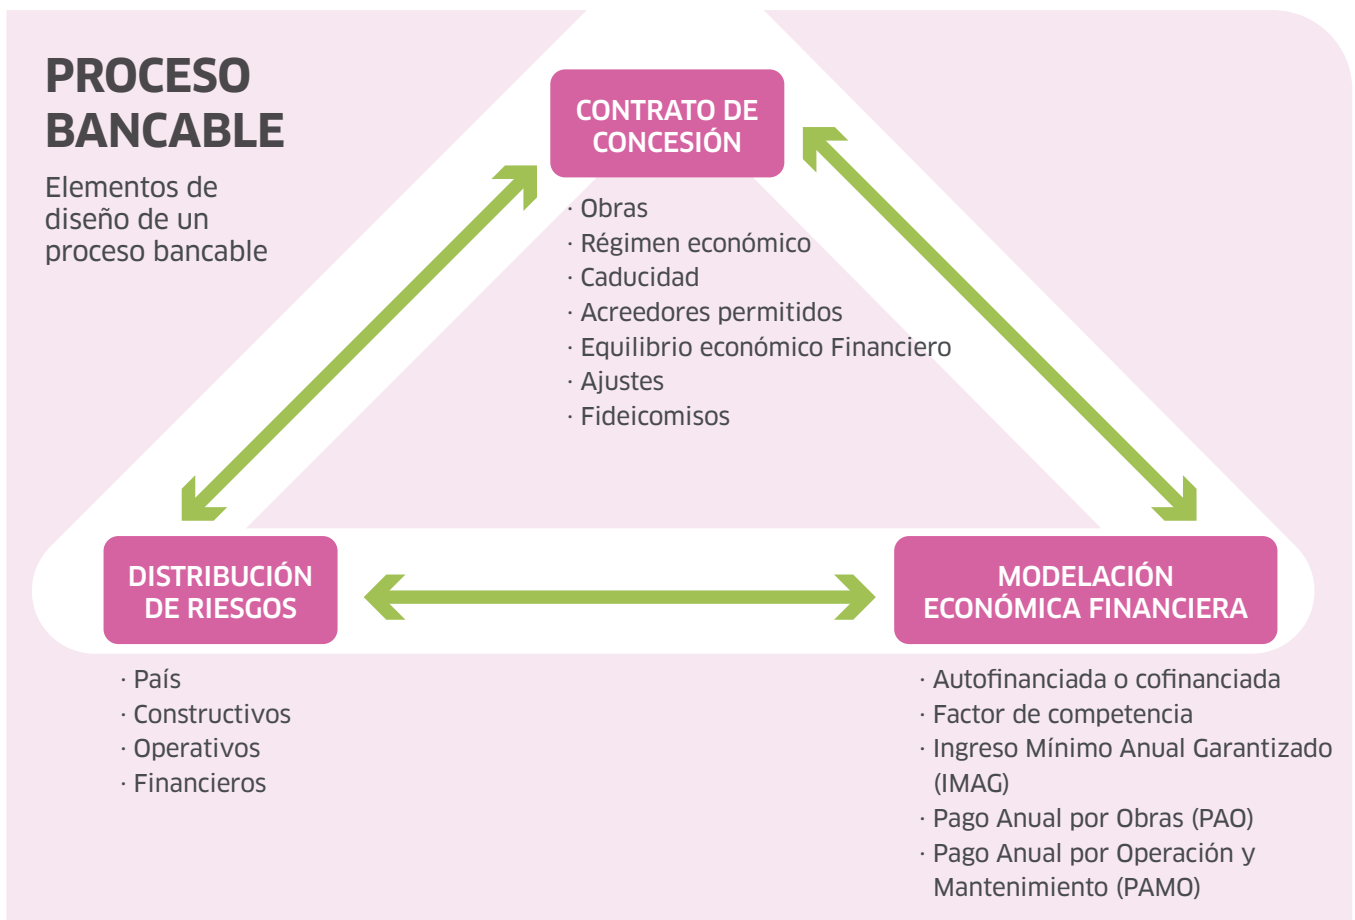 PROCESO
BANCABLE
Elementos de
diseño de un
proceso bancable
CONTRATO DE
CONCESIÓN
· Obras
· Régimen económico
· Caducidad
· Acreedores permitidos
· Equilibrio económico Financiero
· Ajustes
· Fideicomisos
DISTRIBUCIÓN
DE RIESGOS
· País
· Constructivos
· Operativos
· Financieros
MODELACIÓN
ECONÓMICA FINANCIERA
· Autofinanciada o cofinanciada
· Factor de competencia
· Ingreso Mínimo Anual Garantizado
(IMAG)
· Pago Anual por Obras (PAO)
· Pago Anual por Operación y
Mantenimiento (PAMO)